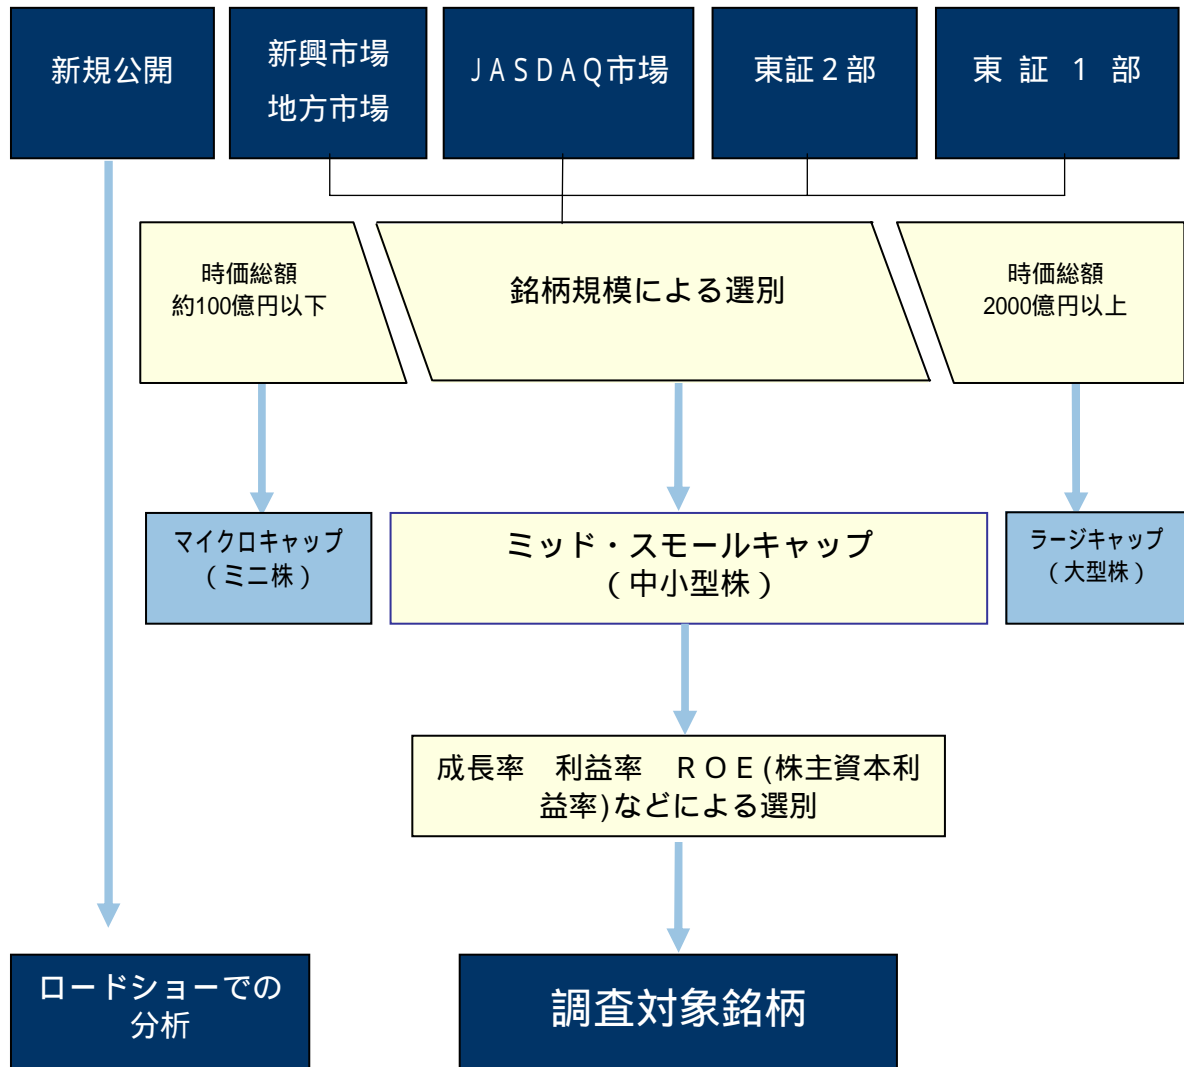 新規公開
新興市場
地方市場
ＪＡＳＤＡＱ市場
東証２部
東 証 １ 部
時価総額
約100億円以下
銘柄規模による選別
時価総額
2000億円以上
マイクロキャップ
（ミニ株）
ミッド・スモールキャップ
（中小型株）
ラージキャップ
（大型株）
成長率　利益率　ＲＯＥ(株主資本利
益率)などによる選別
ロードショーでの
分析
調査対象銘柄